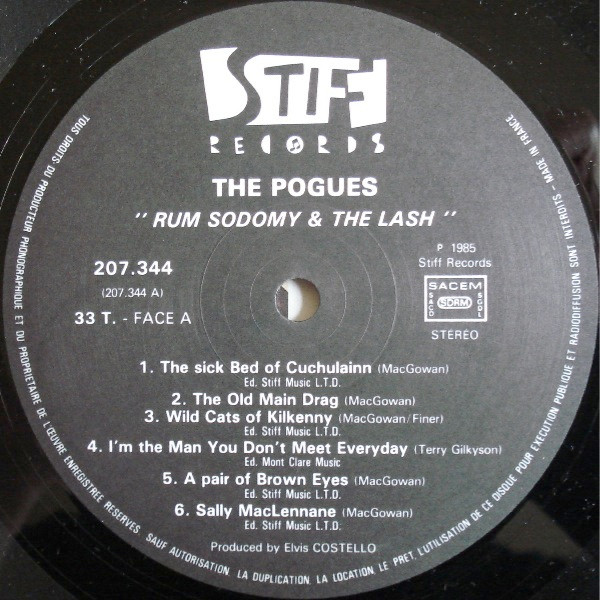 STIFF
RECORDS
THE POGUES
" RUM SODOMY & THE LASH "
P 1985
Stiff Records
207.344
(207.344 A)
33 T. - FACE A
SACEM
SACD
SDRM
SGDL
STEREO
1. The sick Bed of Cuchulainn (MacGowan)
Ed. Stiff Music L.T.D.
2. The Old Main Drag (MacGowan)
3. Wild Cats of Kilkenny (MacGowan/Finer)
Ed. Stiff Music L.T.D.
4. I'm the Man You Don't Meet Everyday (Terry Gilkyson)
Ed. Mont Clare Music
5. A pair of Brown Eyes (MacGowan)
Ed. Stiff Music L.T.D.
6. Sally MacLennane (MacGowan)
Ed. Stiff Music L.T.D.
Produced by Elvis COSTELLO
TOUS DROITS DU PRODUCTEUR PHONOGRAPHIQUE ET DU PROPRIETAIRE DE L'ŒUVRE ENREGISTREE RESERVES. SAUF AUTORISATION, LA DUPLICATION, LA LOCATION, LE PRET, L'UTILISATION DE CE DISQUE POUR EXECUTION PUBLIQUE ET RADIODIFFUSION SONT INTERDITS - MADE IN FRANCE